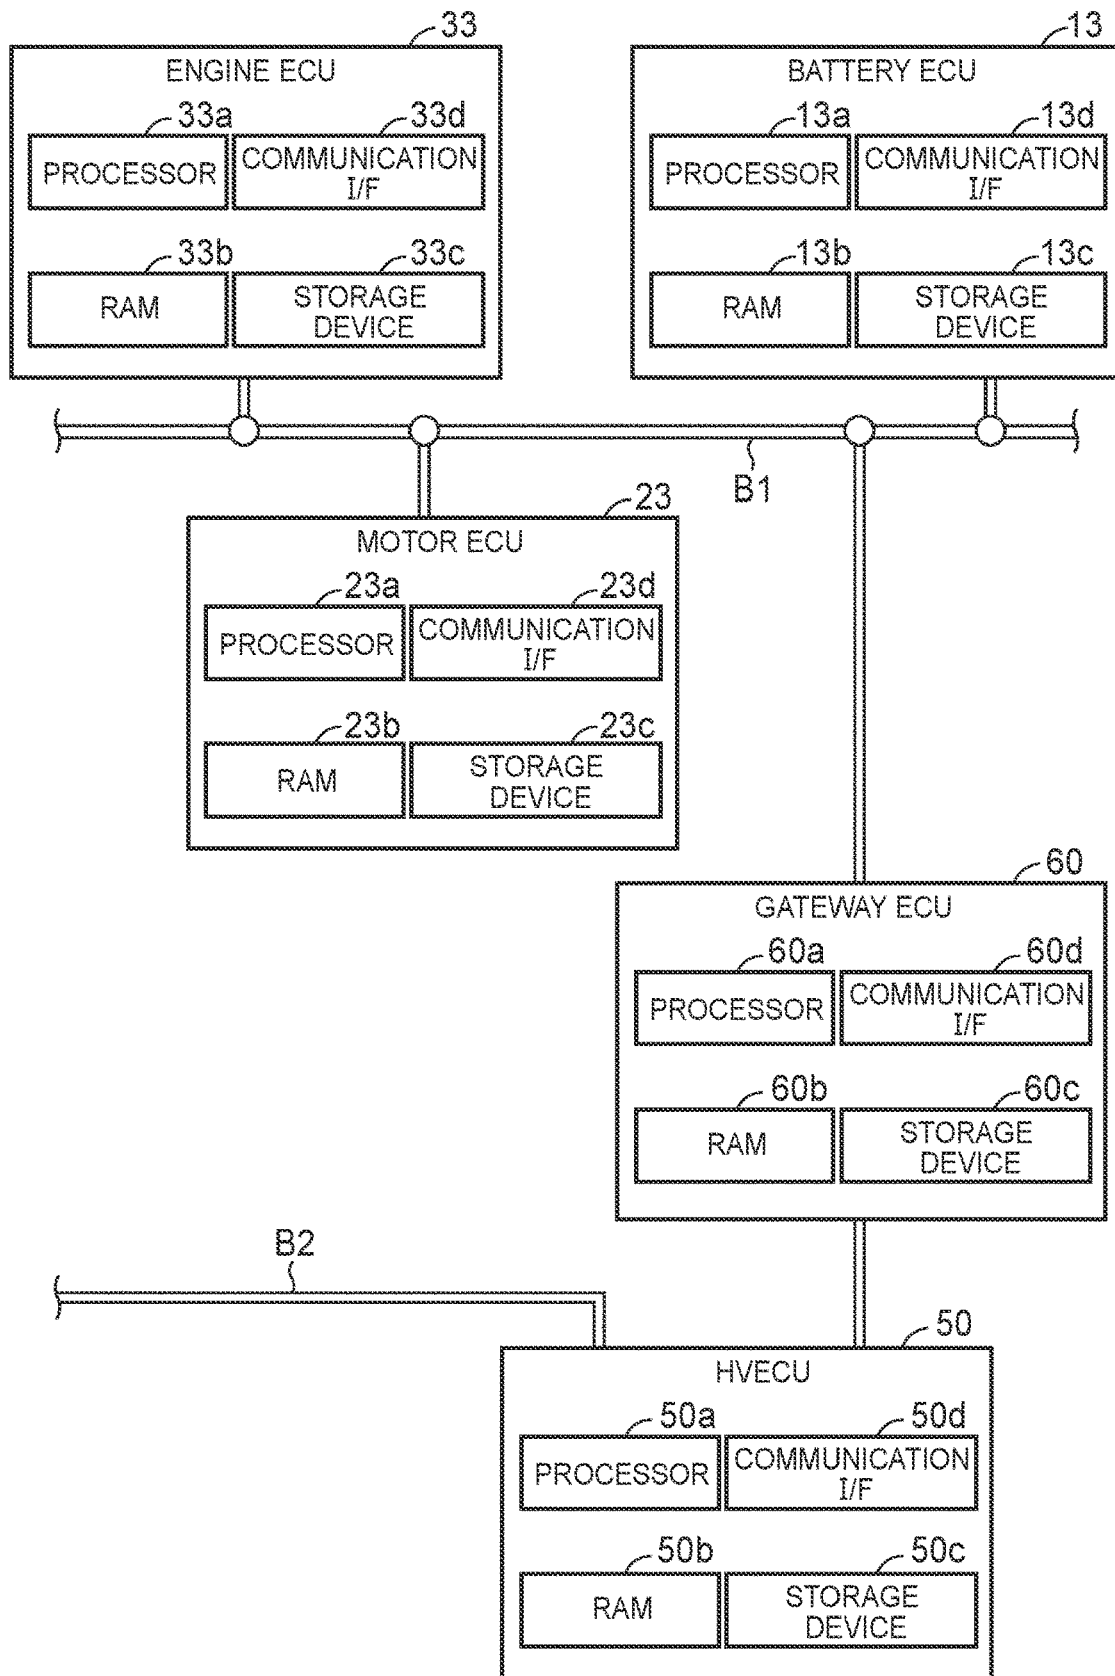 33
ENGINE ECU
33a
33d
PROCESSOR
COMMUNICATION
I/F
33b
33c
RAM
STORAGE
DEVICE
13
BATTERY ECU
13a
13d
PROCESSOR
COMMUNICATION
I/F
13b
13c
RAM
STORAGE
DEVICE
B1
23
MOTOR ECU
23a
23d
PROCESSOR
COMMUNICATION
I/F
23b
23c
RAM
STORAGE
DEVICE
60
GATEWAY ECU
60a
60d
PROCESSOR
COMMUNICATION
I/F
60b
60c
RAM
STORAGE
DEVICE
B2
50
HVECU
50a
50d
PROCESSOR
COMMUNICATION
I/F
50b
50c
RAM
STORAGE
DEVICE